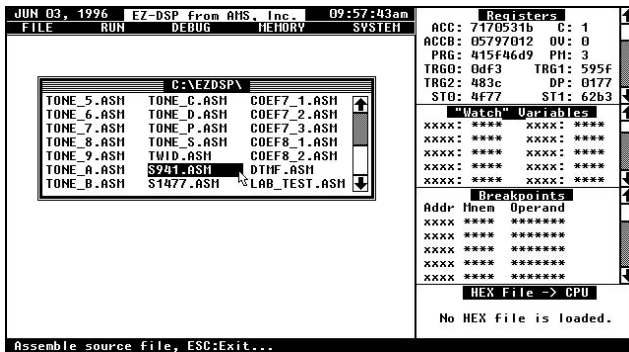 JUN 03, 1996 EZ-DSP from AMS, Inc. 09:57:43am
FILE RUN DEBUG MEMORY SYSTEM
C:\EZDSP\
TONE_5.ASM TONE_C.ASM COEF7_1.ASM
TONE_6.ASM TONE_D.ASM COEF7_2.ASM
TONE_7.ASM TONE_P.ASM COEF7_3.ASM
TONE_8.ASM TONE_S.ASM COEF8_1.ASM
TONE_9.ASM TWID.ASM COEF8_2.ASM
TONE_A.ASM S941.ASM DTMF.ASM
TONE_B.ASM S1477.ASM LAB_TEST.ASM
Registers
ACC: 7170531b C: 1
ACCB: 05797012 OV: 0
PRG: 415f46d9 PM: 3
TRG0: 0df3 TRG1: 595f
TRG2: 483c DP: 0177
ST0: 4f77 ST1: 62b3
"Watch" Variables
xxxx: **** xxxx: ****
xxxx: **** xxxx: ****
xxxx: **** xxxx: ****
xxxx: **** xxxx: ****
xxxx: **** xxxx: ****
Breakpoints
Addr Mnem Operand
xxxx **** *******
xxxx **** *******
xxxx **** *******
xxxx **** *******
xxxx **** *******
HEX File -> CPU
No HEX file is loaded.
Assemble source file, ESC:Exit...